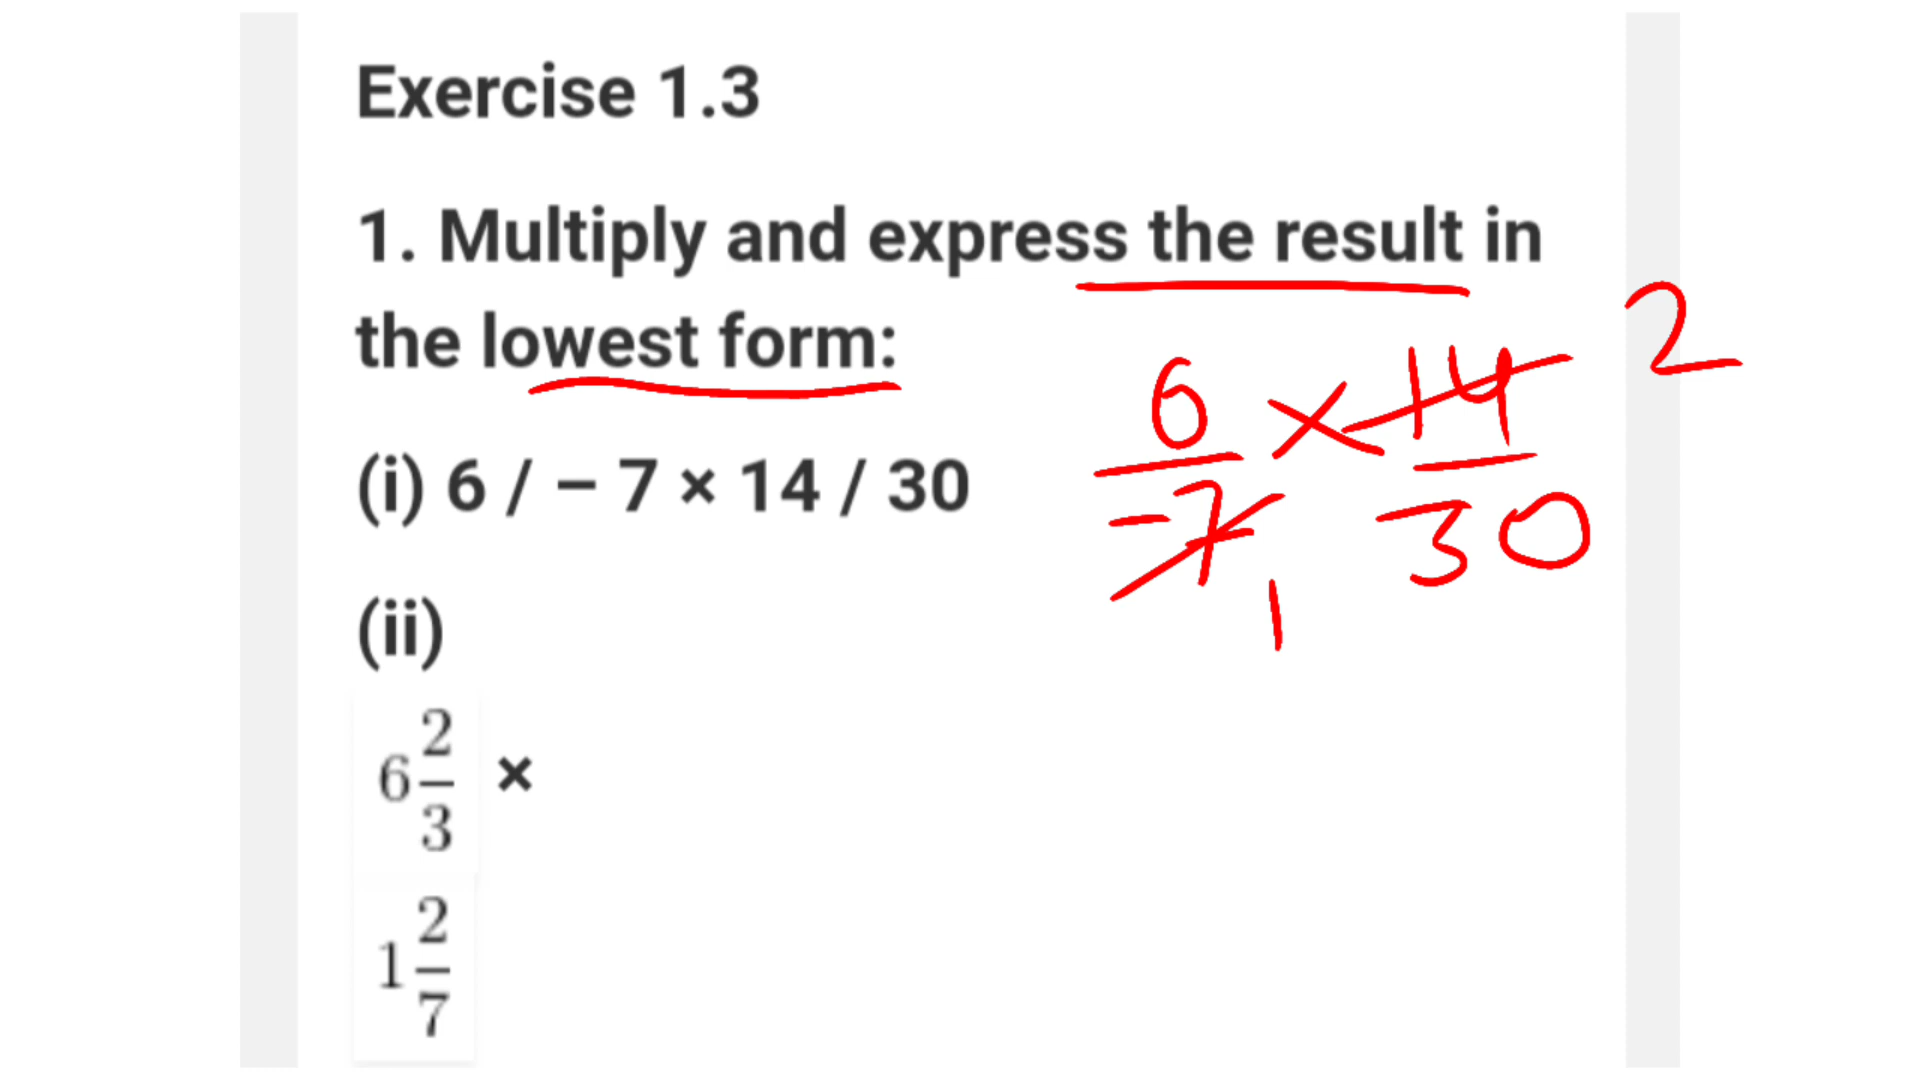 Exercise 1.3
1. Multiply and express the result in
the lowest form:
(i) 6 / – 7 × 14 / 30
6/-7 × 14/30
2
1
(ii)
6 2/3 ×
1 2/7